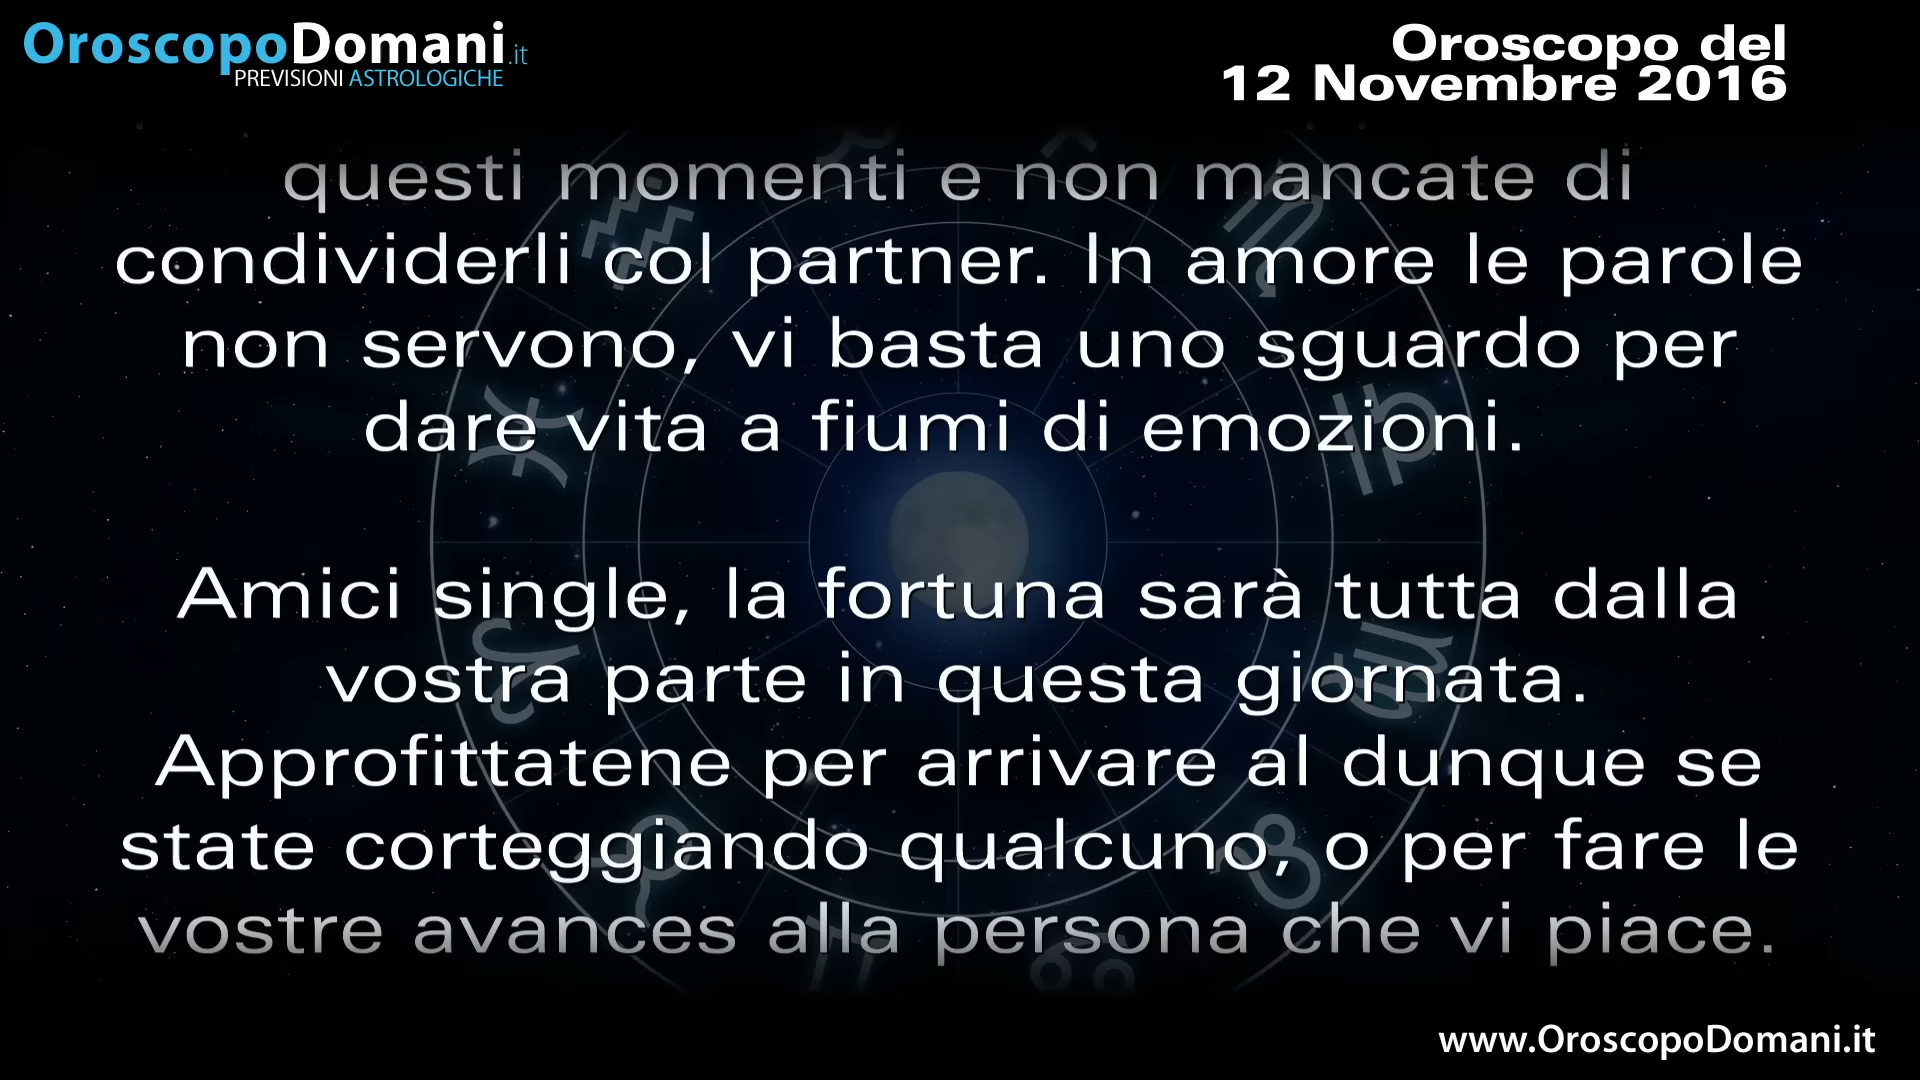 OroscopoDomani.it
PREVISIONI ASTROLOGICHE
Oroscopo del
12 Novembre 2016
questi momenti e non mancate di
condividerli col partner. In amore le parole
non servono, vi basta uno sguardo per
dare vita a fiumi di emozioni.
Amici single, la fortuna sarà tutta dalla
vostra parte in questa giornata.
Approfittatene per arrivare al dunque se
state corteggiando qualcuno, o per fare le
vostre avances alla persona che vi piace.
www.OroscopoDomani.it